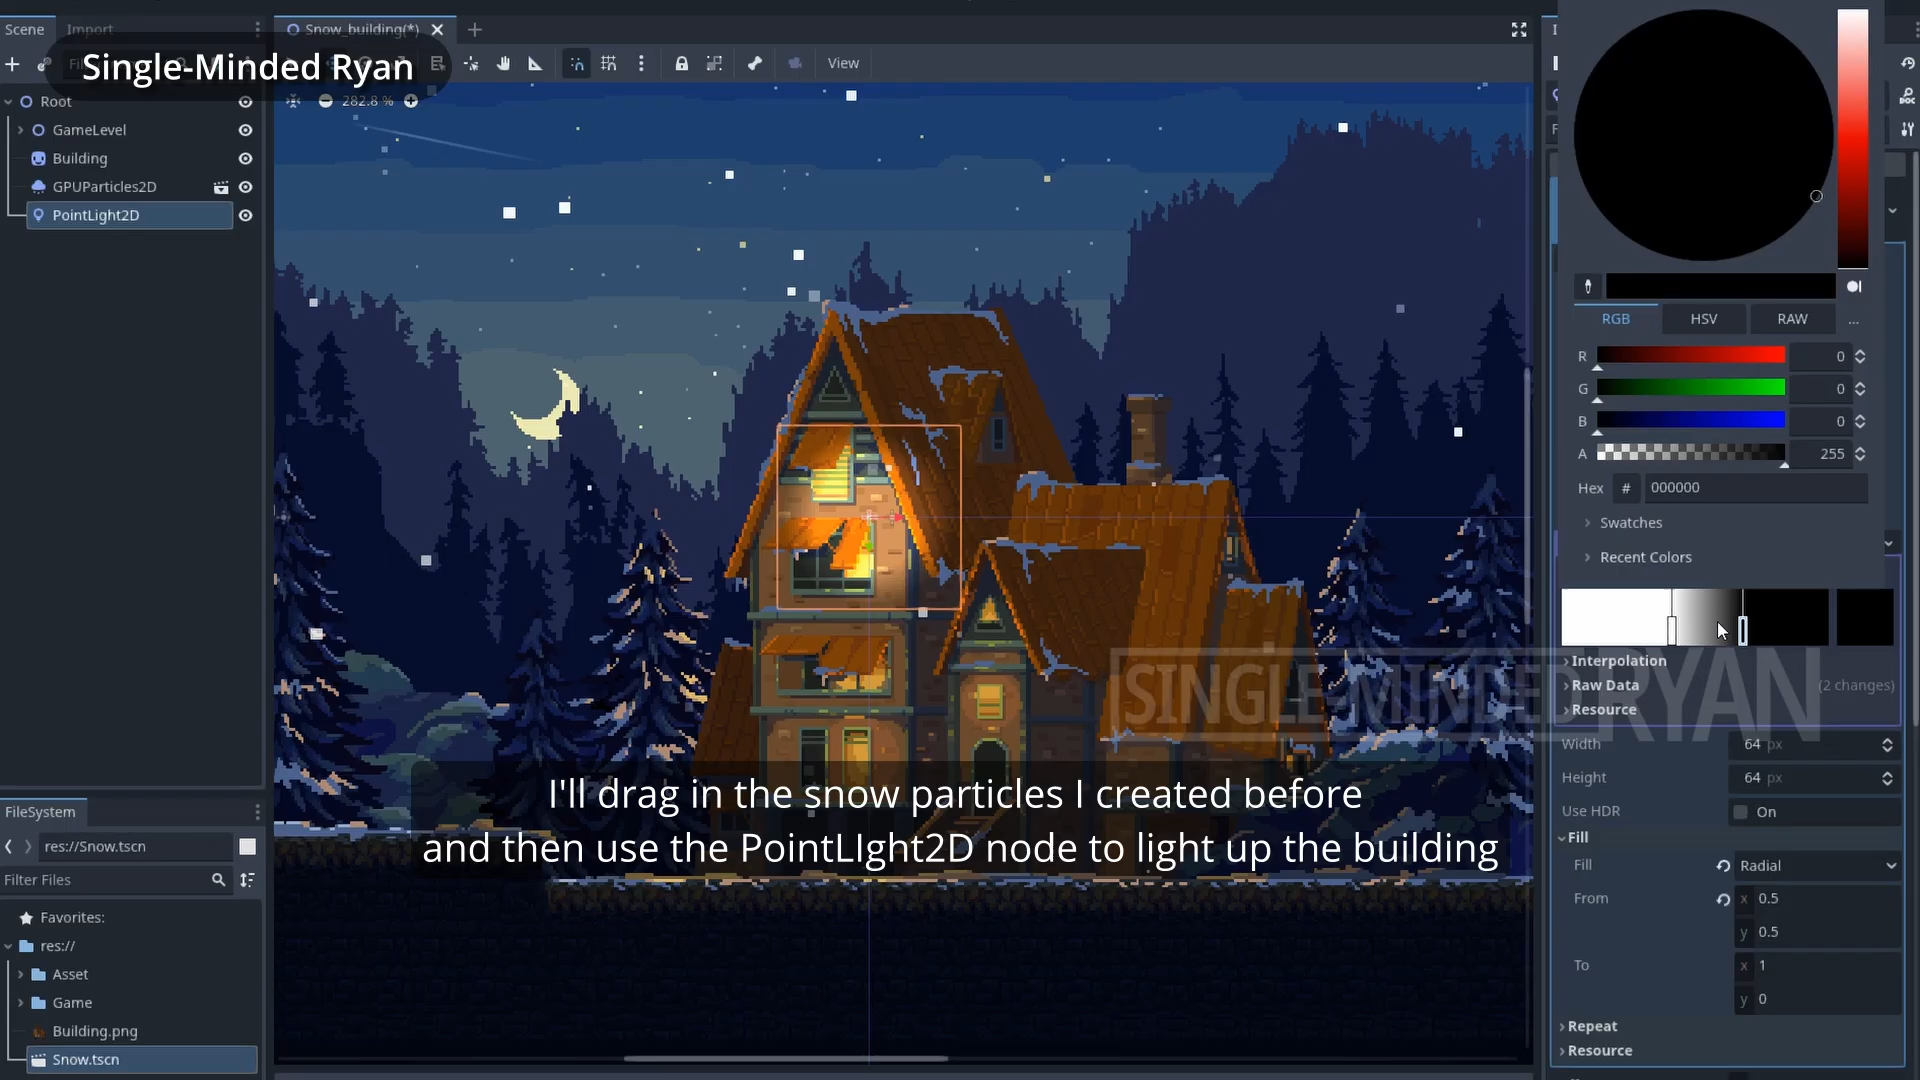 Scene
Import
Snow_building(*)
Single-Minded Ryan
View
282.8 %
Root
GameLevel
Building
GPUParticles2D
PointLight2D
RGB
HSV
RAW
...
R
0
G
0
B
0
A
255
Hex
#
000000
Swatches
Recent Colors
Interpolation
Raw Data
(2 changes)
Resource
SINGLE-MINDED RYAN
Width
64 px
Height
64 px
Use HDR
On
Fill
Fill
Radial
From
x 0.5
y 0.5
To
x 1
y 0
Repeat
Resource
I'll drag in the snow particles I created before
and then use the PointLIght2D node to light up the building
FileSystem
res://Snow.tscn
Filter Files
Favorites:
res://
Asset
Game
Building.png
Snow.tscn